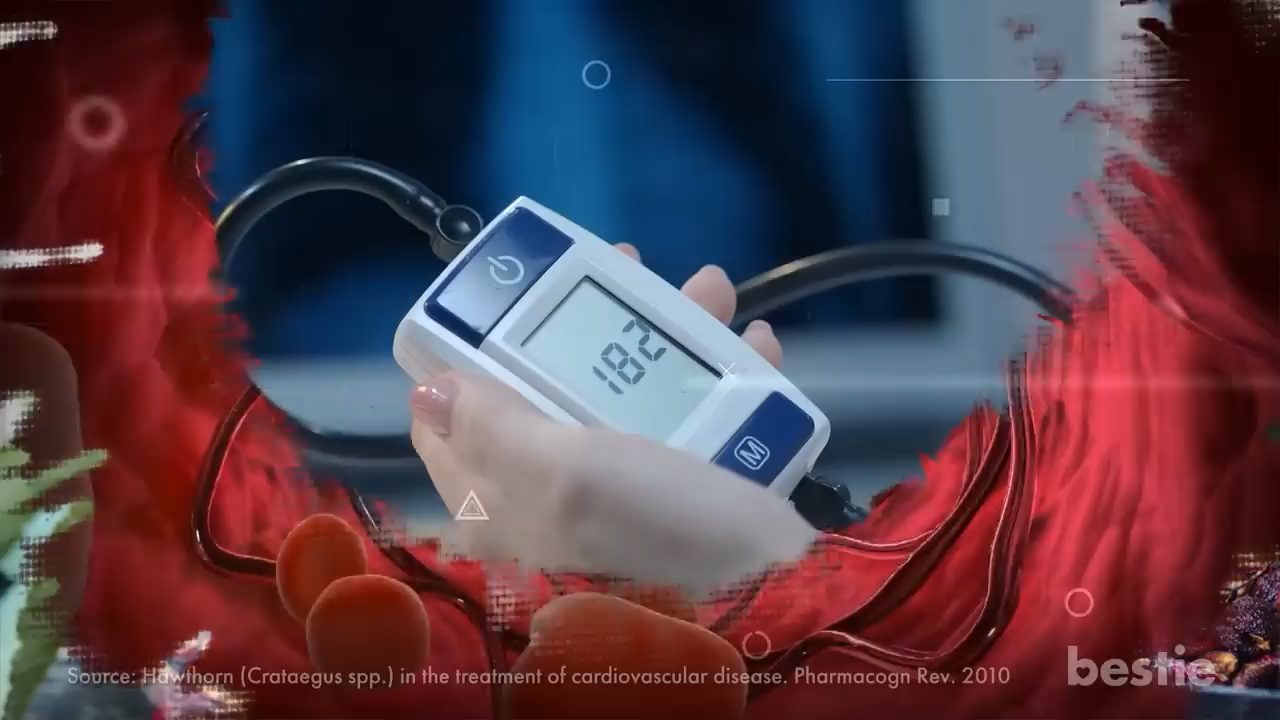 182
M
Source: Hawthorn (Crataegus spp.) in the treatment of cardiovascular disease. Pharmacogn Rev. 2010
bestie